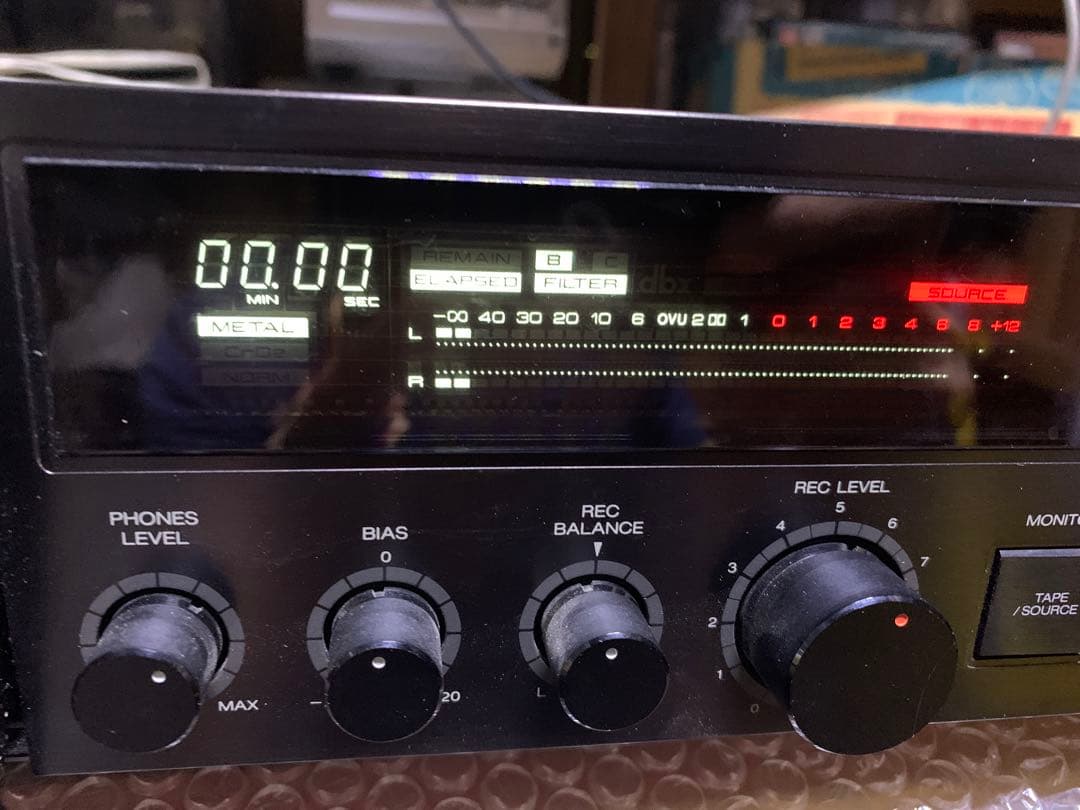 00.00
MIN SEC
METAL
CrO2
NORM
REMAIN B C
ELAPSED FILTER dbx
SOURCE
-∞ 40 30 20 10 6 0VU 2 1 0 1 2 3 4 6 8 +12
L
R
PHONES
LEVEL
MAX
BIAS
0
- 20
REC
BALANCE
L
REC LEVEL
0 1 2 3 4 5 6 7
TAPE
/SOURCE